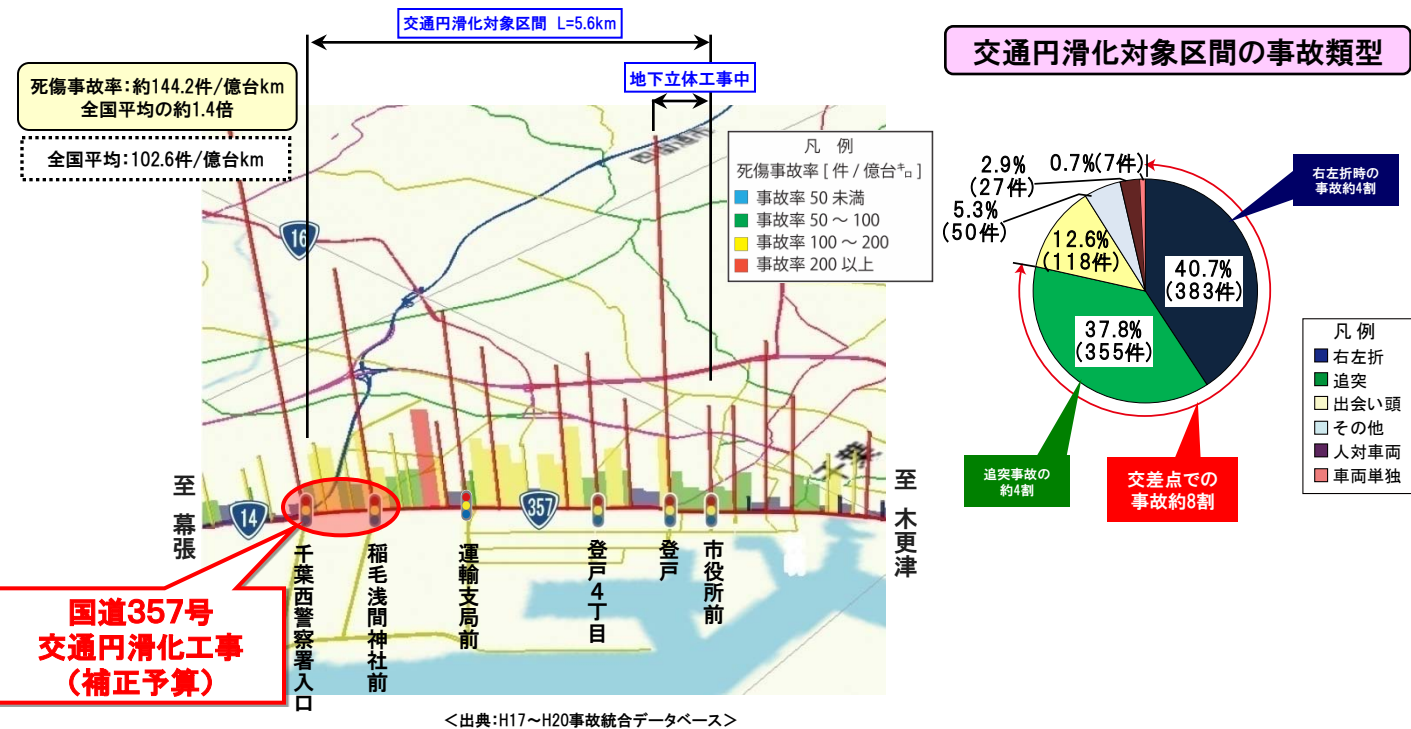 交通円滑化対象区間 L=5.6km
地下立体工事中
死傷事故率:約144.2件/億台km
全国平均の約1.4倍
全国平均:102.6件/億台km
凡 例
死傷事故率 [ 件 / 億台㌔ ]
事故率 50 未満
事故率 50 ～ 100
事故率 100 ～ 200
事故率 200 以上
16
14
357
至 幕張
至 木更津
千葉西警察署入口
稲毛浅間神社前
運輸支局前
登戸4丁目
登戸
市役所前
国道357号
交通円滑化工事
(補正予算)
<出典:H17～H20事故統合データベース>
交通円滑化対象区間の事故類型
2.9%
(27件)
0.7%(7件)
5.3%
(50件)
12.6%
(118件)
40.7%
(383件)
37.8%
(355件)
右左折時の
事故約4割
追突事故の
約4割
交差点での
事故約8割
凡 例
右左折
追突
出会い頭
その他
人対車両
車両単独